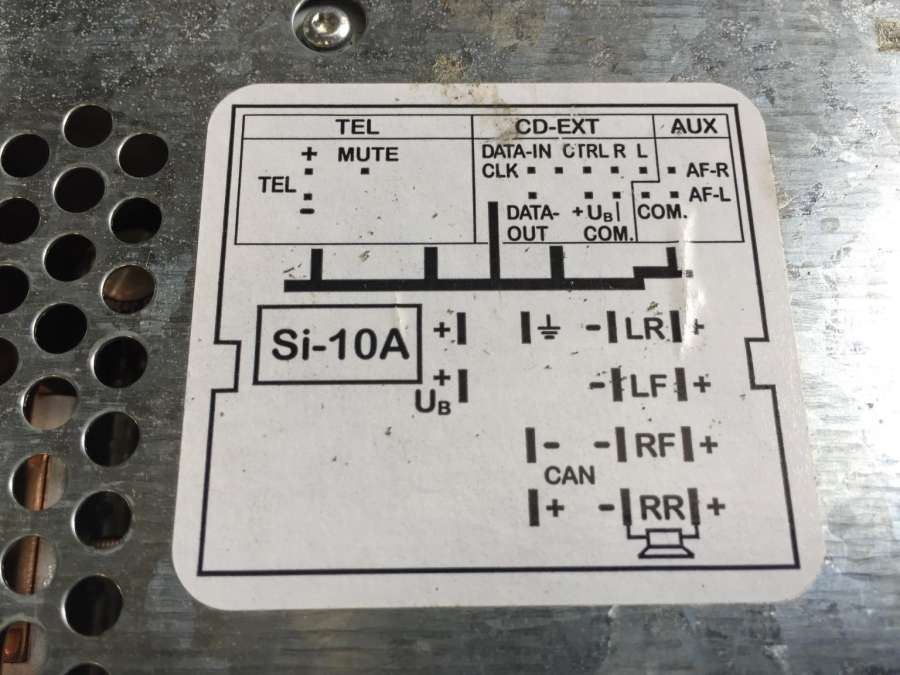 TEL CD-EXT AUX
+ MUTE DATA-IN CTRL R L
TEL CLK AF-R
- AF-L
DATA- +UB COM.
OUT COM.
Si-10A + ⏚ - LR +
+ - LF +
UB
- - RF +
CAN
+ - RR +